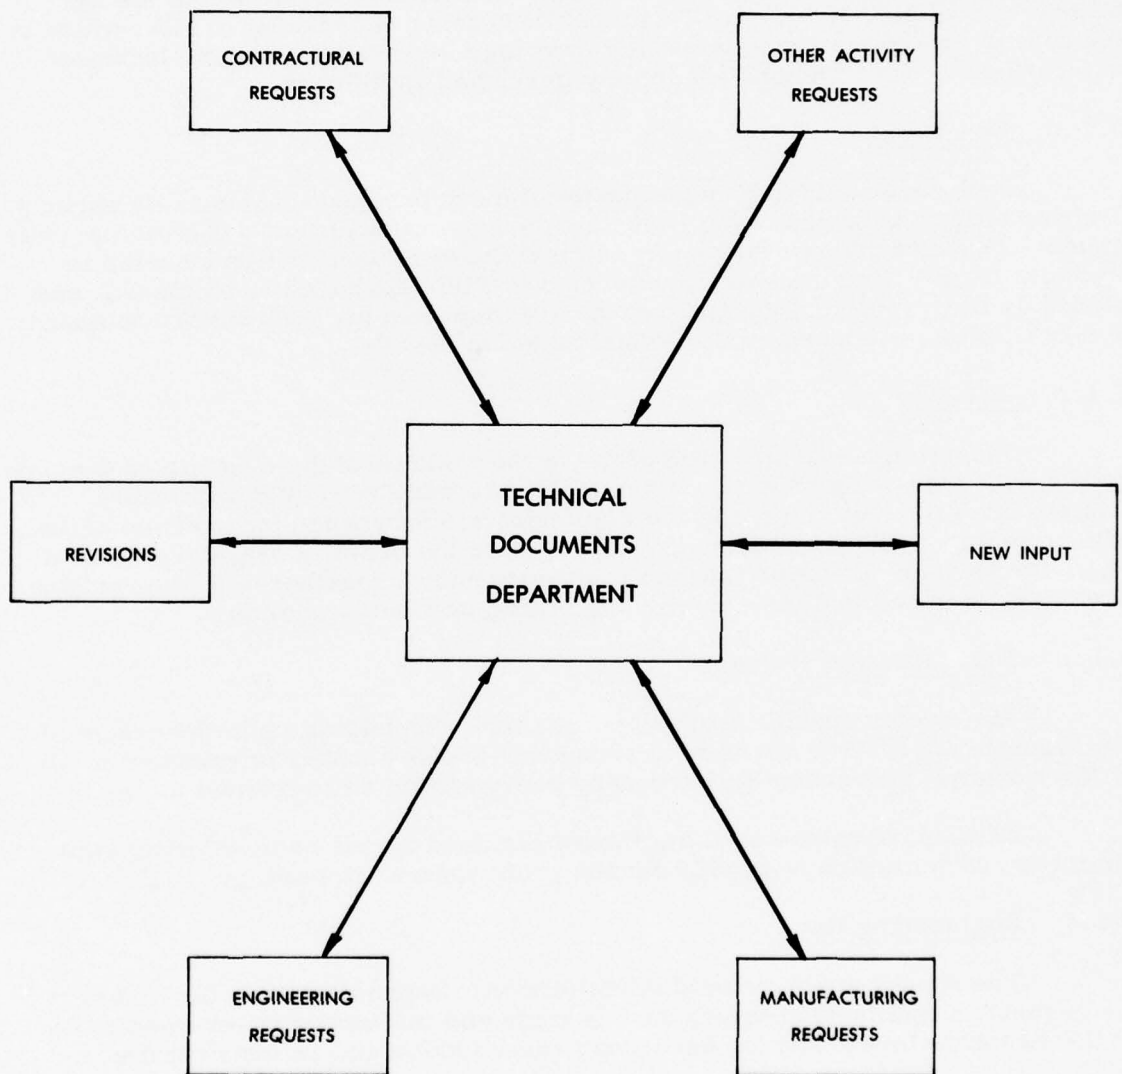 CONTRACTURAL
REQUESTS
OTHER ACTIVITY
REQUESTS
TECHNICAL
DOCUMENTS
DEPARTMENT
REVISIONS
NEW INPUT
ENGINEERING
REQUESTS
MANUFACTURING
REQUESTS